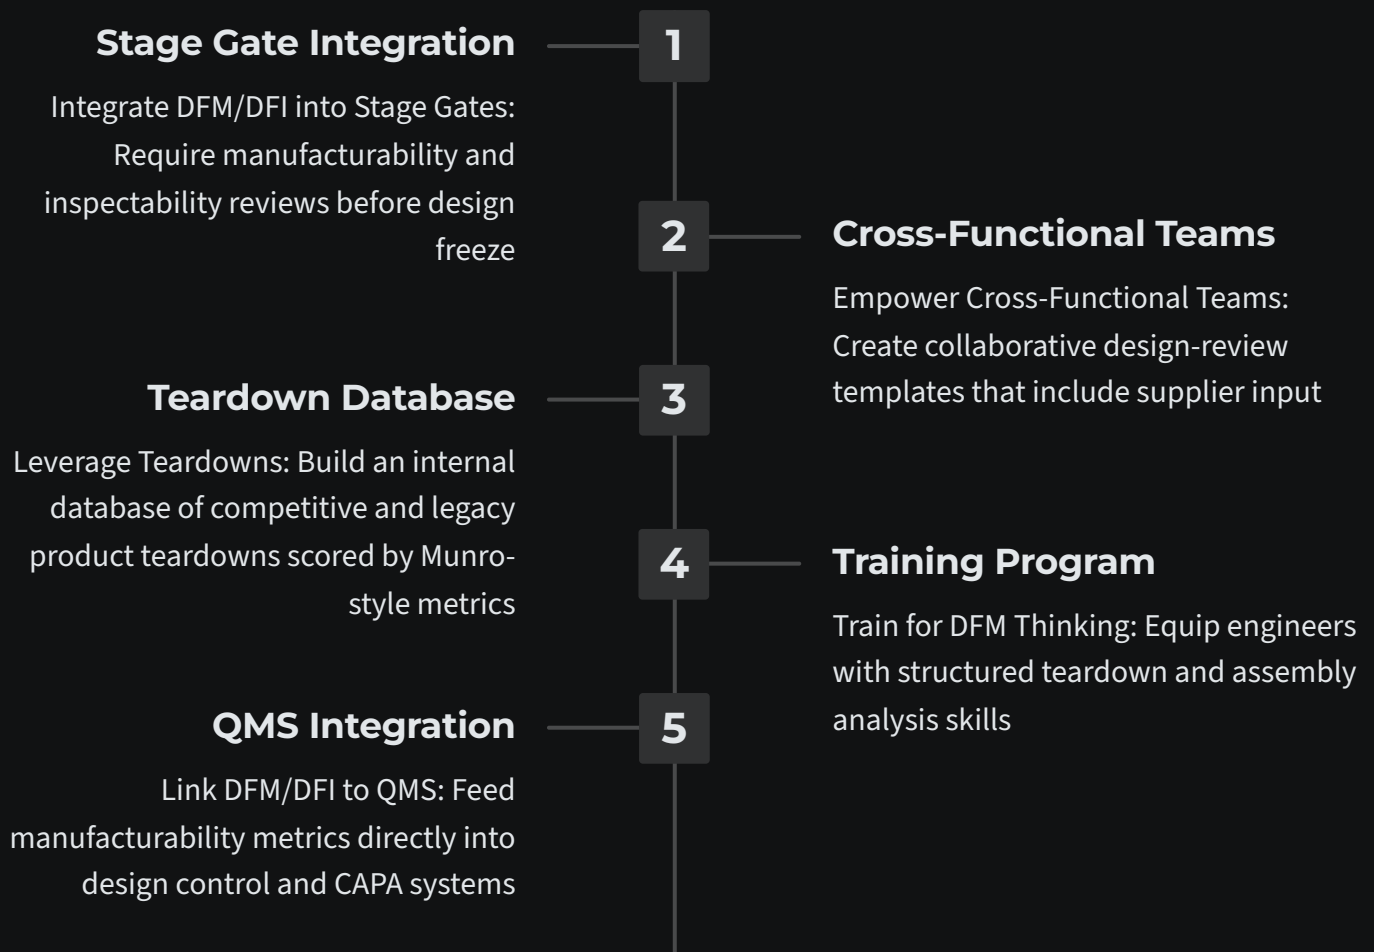 Stage Gate Integration
1
Integrate DFM/DFI into Stage Gates:
Require manufacturability and
inspectability reviews before design
freeze
2
Cross-Functional Teams
Empower Cross-Functional Teams:
Create collaborative design-review
templates that include supplier input
Teardown Database
3
Leverage Teardowns: Build an internal
database of competitive and legacy
product teardowns scored by Munro-
style metrics
4
Training Program
Train for DFM Thinking: Equip engineers
with structured teardown and assembly
analysis skills
QMS Integration
5
Link DFM/DFI to QMS: Feed
manufacturability metrics directly into
design control and CAPA systems